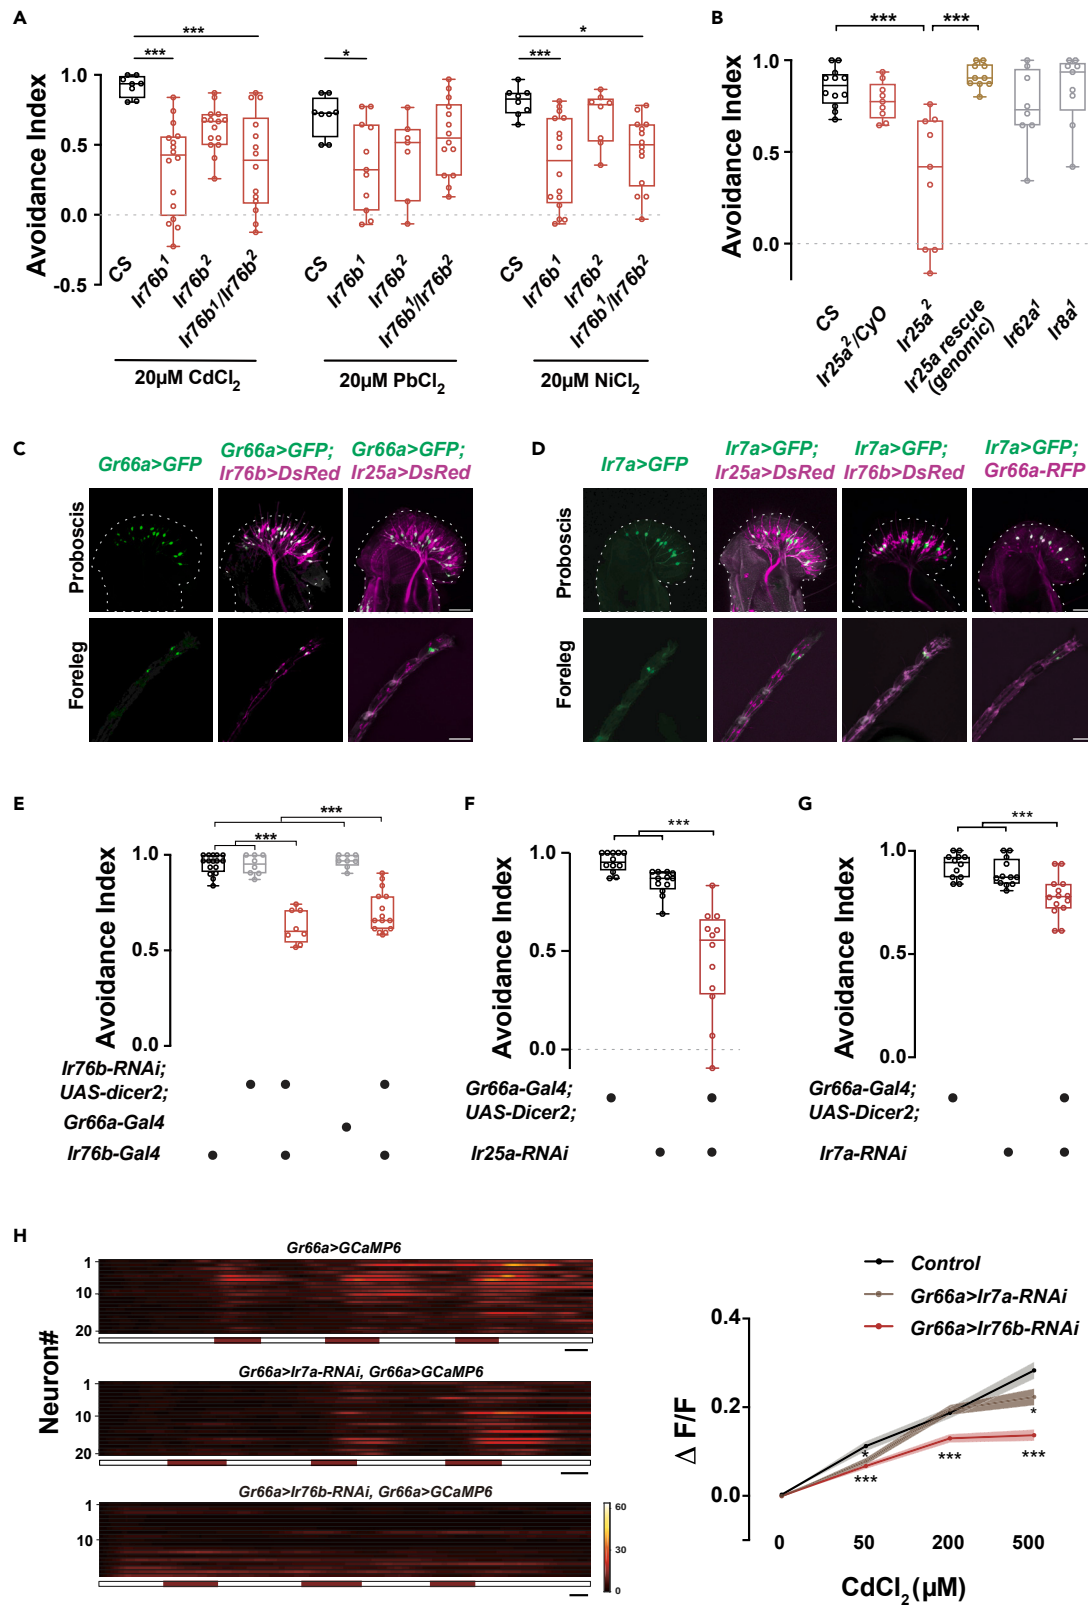 A
***
***
*
*
***
Avoidance Index
1.0
0.5
0.0
-0.5
CS
Ir76b¹
Ir76b²
Ir76b¹/Ir76b²
CS
Ir76b¹
Ir76b²
Ir76b¹/Ir76b²
CS
Ir76b¹
Ir76b²
Ir76b¹/Ir76b²
20µM CdCl₂
20µM PbCl₂
20µM NiCl₂
B
***
***
Avoidance Index
1.0
0.5
0.0
CS
Ir25a²/CyO
Ir25a²
Ir25a rescue
(genomic)
Ir62a¹
Ir8a¹
C
Gr66a>GFP
Gr66a>GFP;
Ir76b>DsRed
Gr66a>GFP;
Ir25a>DsRed
Proboscis
Foreleg
D
Ir7a>GFP
Ir7a>GFP;
Ir25a>DsRed
Ir7a>GFP;
Ir76b>DsRed
Ir7a>GFP;
Gr66a-RFP
Proboscis
Foreleg
E
***
***
Avoidance Index
1.0
0.5
0.0
Ir76b-RNAi;
UAS-dicer2;
Gr66a-Gal4
Ir76b-Gal4
F
***
Avoidance Index
1.0
0.5
0.0
Gr66a-Gal4;
UAS-Dicer2;
Ir25a-RNAi
G
***
Avoidance Index
1.0
0.5
0.0
Gr66a-Gal4;
UAS-Dicer2;
Ir7a-RNAi
H
Neuron#
Gr66a>GCaMP6
1
10
20
Gr66a>Ir7a-RNAi, Gr66a>GCaMP6
1
10
20
Gr66a>Ir76b-RNAi, Gr66a>GCaMP6
1
10
60
30
0
Control
Gr66a>Ir7a-RNAi
Gr66a>Ir76b-RNAi
Δ F/F
0.4
0.2
0.0
*
***
***
*
***
0
50
200
500
CdCl₂(µM)